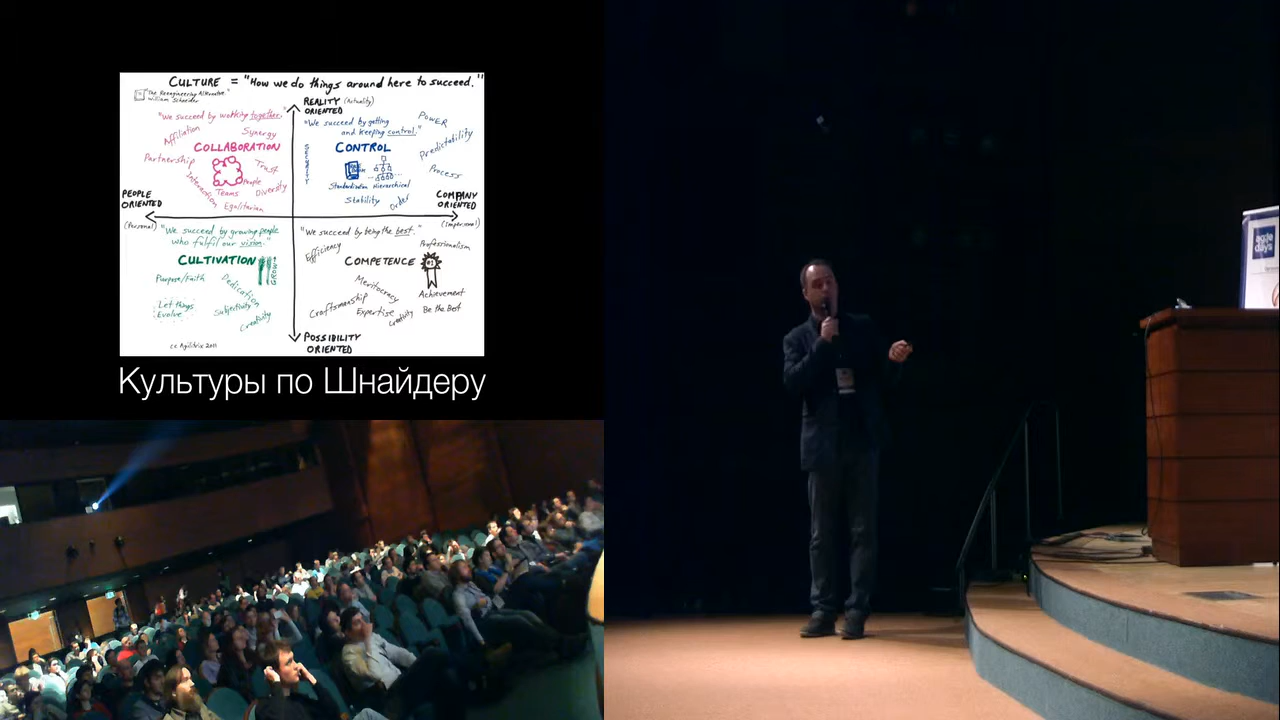 CULTURE = "How we do things around here to succeed."
"The Reengineering Alternative"
William Schneider
REALITY (Actuality)
ORIENTED
"We succeed by working together."
Affiliation
Synergy
COLLABORATION
Partnership
Trust
Interaction
People
Teams
Diversity
Egalitarian
"We succeed by getting
and keeping control."
POWER
Predictability
CONTROL
Process
Standardization
Hierarchical
Stability
Order
PEOPLE
ORIENTED
(Personal)
COMPANY
ORIENTED
(Impersonal)
"We succeed by growing people
who fulfil our vision."
CULTIVATION
GROWTH
Purpose/Faith
Dedication
Let things
Evolve
Subjectivity
Creativity
"We succeed by being the best."
Efficiency
Professionalism
COMPETENCE
#1
Meritocracy
Achievement
Craftsmanship
Expertise
Creativity
Be the Best
POSSIBILITY
ORIENTED
cc Agilitrix 2011
Культуры по Шнайдеру
agile
days